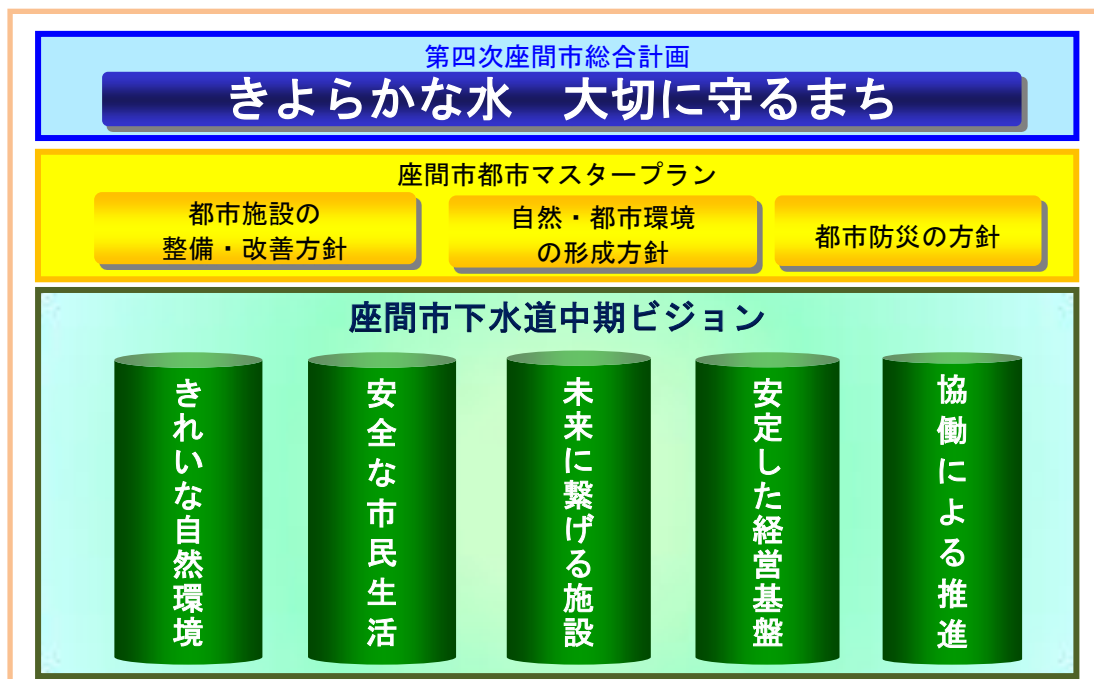 第四次座間市総合計画
きよらかな水　大切に守るまち
座間市都市マスタープラン
都市施設の
整備・改善方針
自然・都市環境
の形成方針
都市防災の方針
座間市下水道中期ビジョン
きれいな自然環境
安全な市民生活
未来に繋げる施設
安定した経営基盤
協働による推進